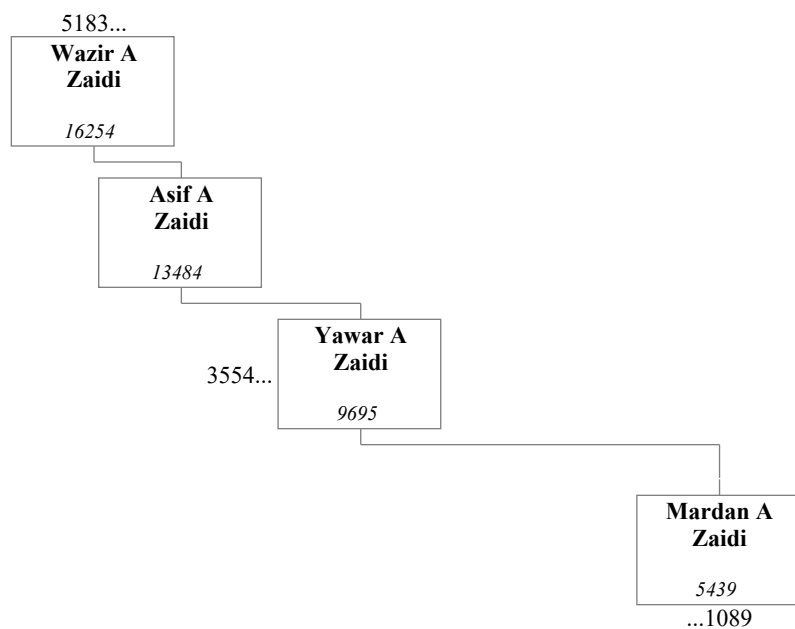 5183...
Wazir A
Zaidi
16254
Asif A
Zaidi
13484
Yawar A
Zaidi
3554...
9695
Mardan A
Zaidi
5439
...1089